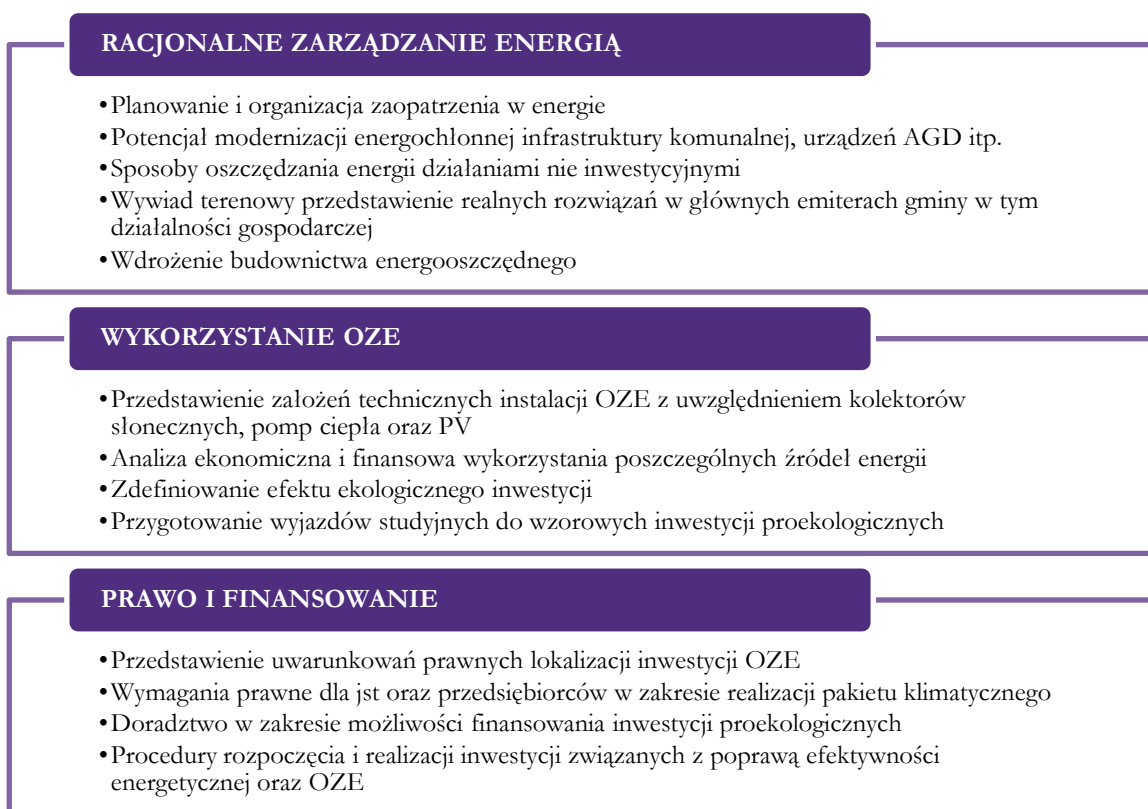 RACJONALNE ZARZĄDZANIE ENERGIĄ
•Planowanie i organizacja zaopatrzenia w energie
•Potencjał modernizacji energochłonnej infrastruktury komunalnej, urządzeń AGD itp.
•Sposoby oszczędzania energii działaniami nie inwestycyjnymi
•Wywiad terenowy przedstawienie realnych rozwiązań w głównych emiterach gminy w tym
działalności gospodarczej
•Wdrożenie budownictwa energooszczędnego
WYKORZYSTANIE OZE
•Przedstawienie założeń technicznych instalacji OZE z uwzględnieniem kolektorów
słonecznych, pomp ciepła oraz PV
•Analiza ekonomiczna i finansowa wykorzystania poszczególnych źródeł energii
•Zdefiniowanie efektu ekologicznego inwestycji
•Przygotowanie wyjazdów studyjnych do wzorowych inwestycji proekologicznych
PRAWO I FINANSOWANIE
•Przedstawienie uwarunkowań prawnych lokalizacji inwestycji OZE
•Wymagania prawne dla jst oraz przedsiębiorców w zakresie realizacji pakietu klimatycznego
•Doradztwo w zakresie możliwości finansowania inwestycji proekologicznych
•Procedury rozpoczęcia i realizacji inwestycji związanych z poprawą efektywności
energetycznej oraz OZE